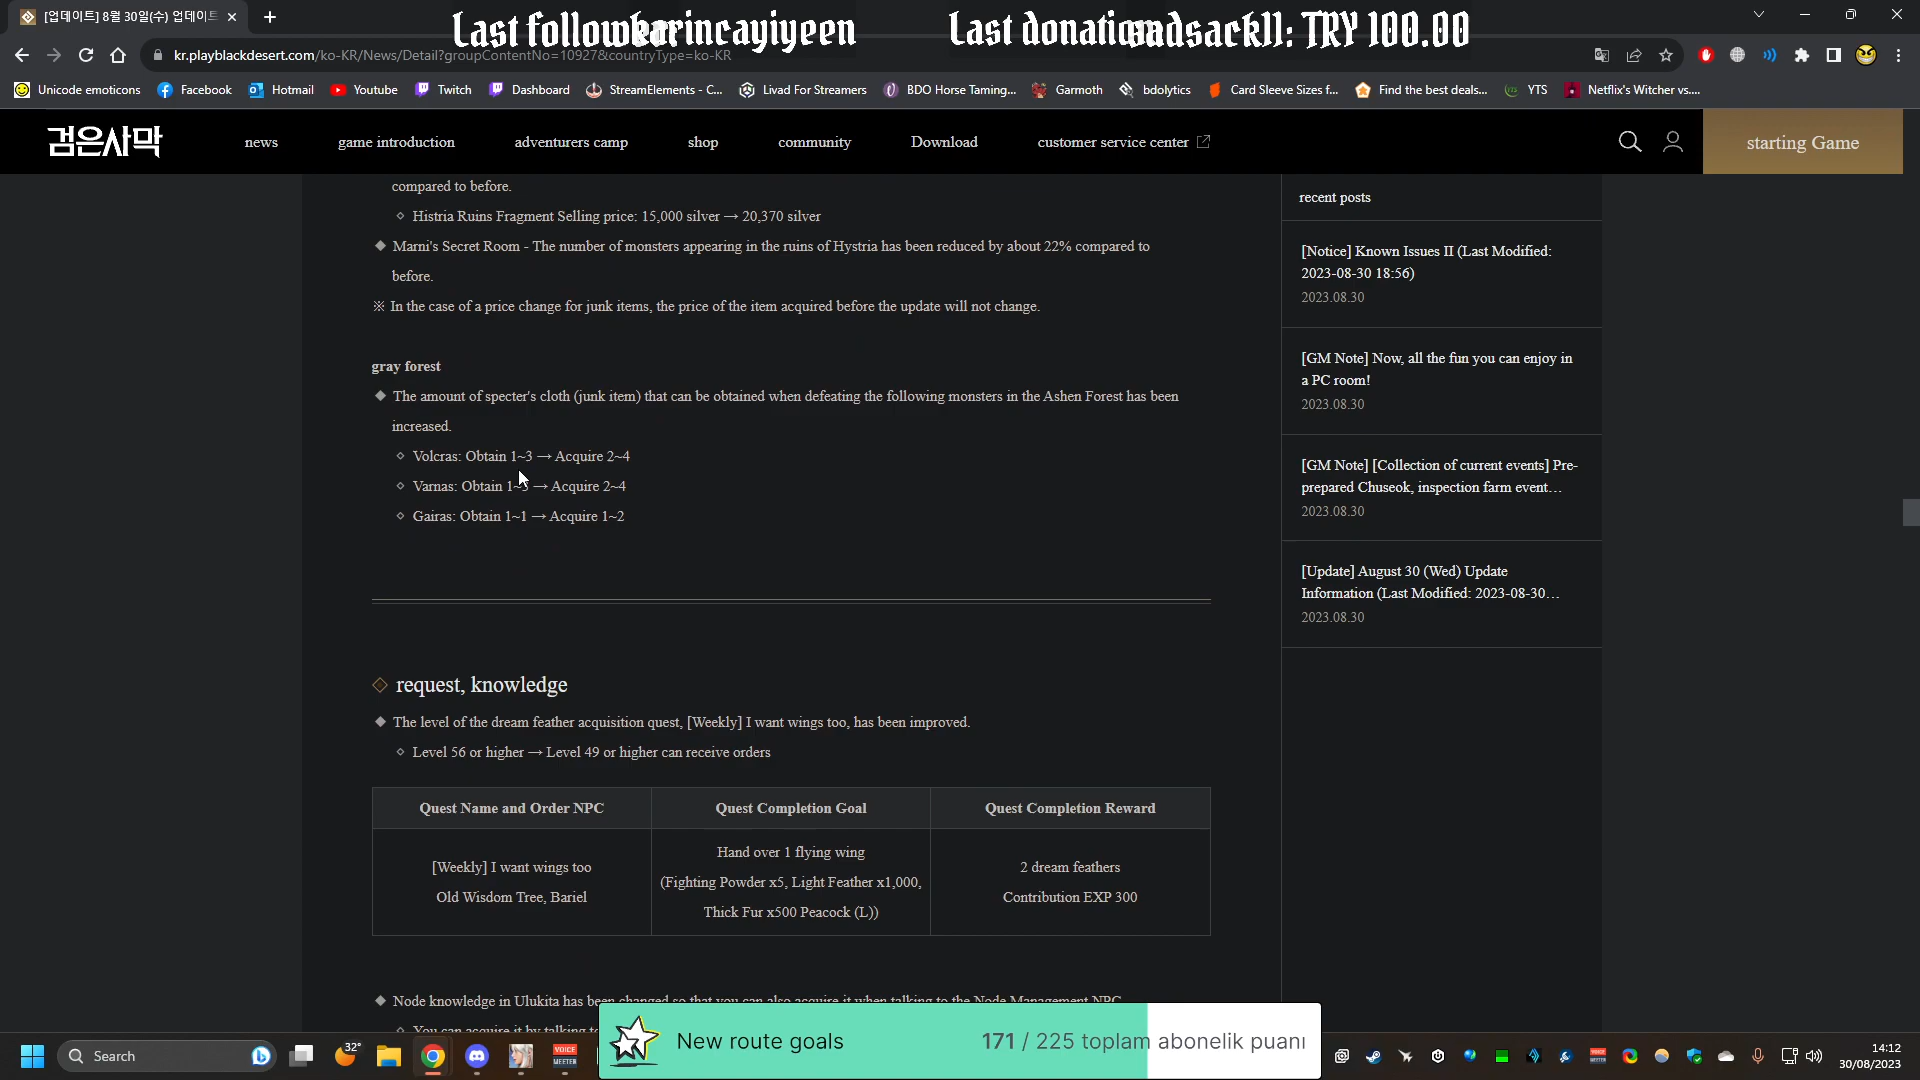 [업데이트] 8월 30일(수) 업데이트
Last follower
karincayiyeen
Last donation
sadsack11: TRY 100.00
kr.playblackdesert.com/ko-KR/News/Detail?groupContentNo=10927&countryType=ko-KR
Unicode emoticons
Facebook
Hotmail
Youtube
Twitch
Dashboard
StreamElements - C...
Livad For Streamers
BDO Horse Taming...
Garmoth
bdolytics
Card Sleeve Sizes f...
Find the best deals...
YTS
Netflix's Witcher vs....
검은사막
news
game introduction
adventurers camp
shop
community
Download
customer service center
starting Game
compared to before.
Histria Ruins Fragment Selling price: 15,000 silver → 20,370 silver
Marni's Secret Room - The number of monsters appearing in the ruins of Hystria has been reduced by about 22% compared to
before.
※ In the case of a price change for junk items, the price of the item acquired before the update will not change.
gray forest
The amount of specter's cloth (junk item) that can be obtained when defeating the following monsters in the Ashen Forest has been
increased.
Volcras: Obtain 1~3 → Acquire 2~4
Varnas: Obtain 1~3 → Acquire 2~4
Gairas: Obtain 1~1 → Acquire 1~2
request, knowledge
The level of the dream feather acquisition quest, [Weekly] I want wings too, has been improved.
Level 56 or higher → Level 49 or higher can receive orders
Quest Name and Order NPC
Quest Completion Goal
Quest Completion Reward
[Weekly] I want wings too
Old Wisdom Tree, Bariel
Hand over 1 flying wing
(Fighting Powder x5, Light Feather x1,000,
Thick Fur x500 Peacock (L))
2 dream feathers
Contribution EXP 300
Node knowledge in Ulukita has been changed so that you can also acquire it when talking to the Node Management NPC.
You can acquire it by talking to
recent posts
[Notice] Known Issues II (Last Modified:
2023-08-30 18:56)
2023.08.30
[GM Note] Now, all the fun you can enjoy in
a PC room!
2023.08.30
[GM Note] [Collection of current events] Pre-
prepared Chuseok, inspection farm event...
2023.08.30
[Update] August 30 (Wed) Update
Information (Last Modified: 2023-08-30...
2023.08.30
New route goals
171 / 225 toplam abonelik puanı
Search
32°
VOICE
MEETER
14:12
30/08/2023